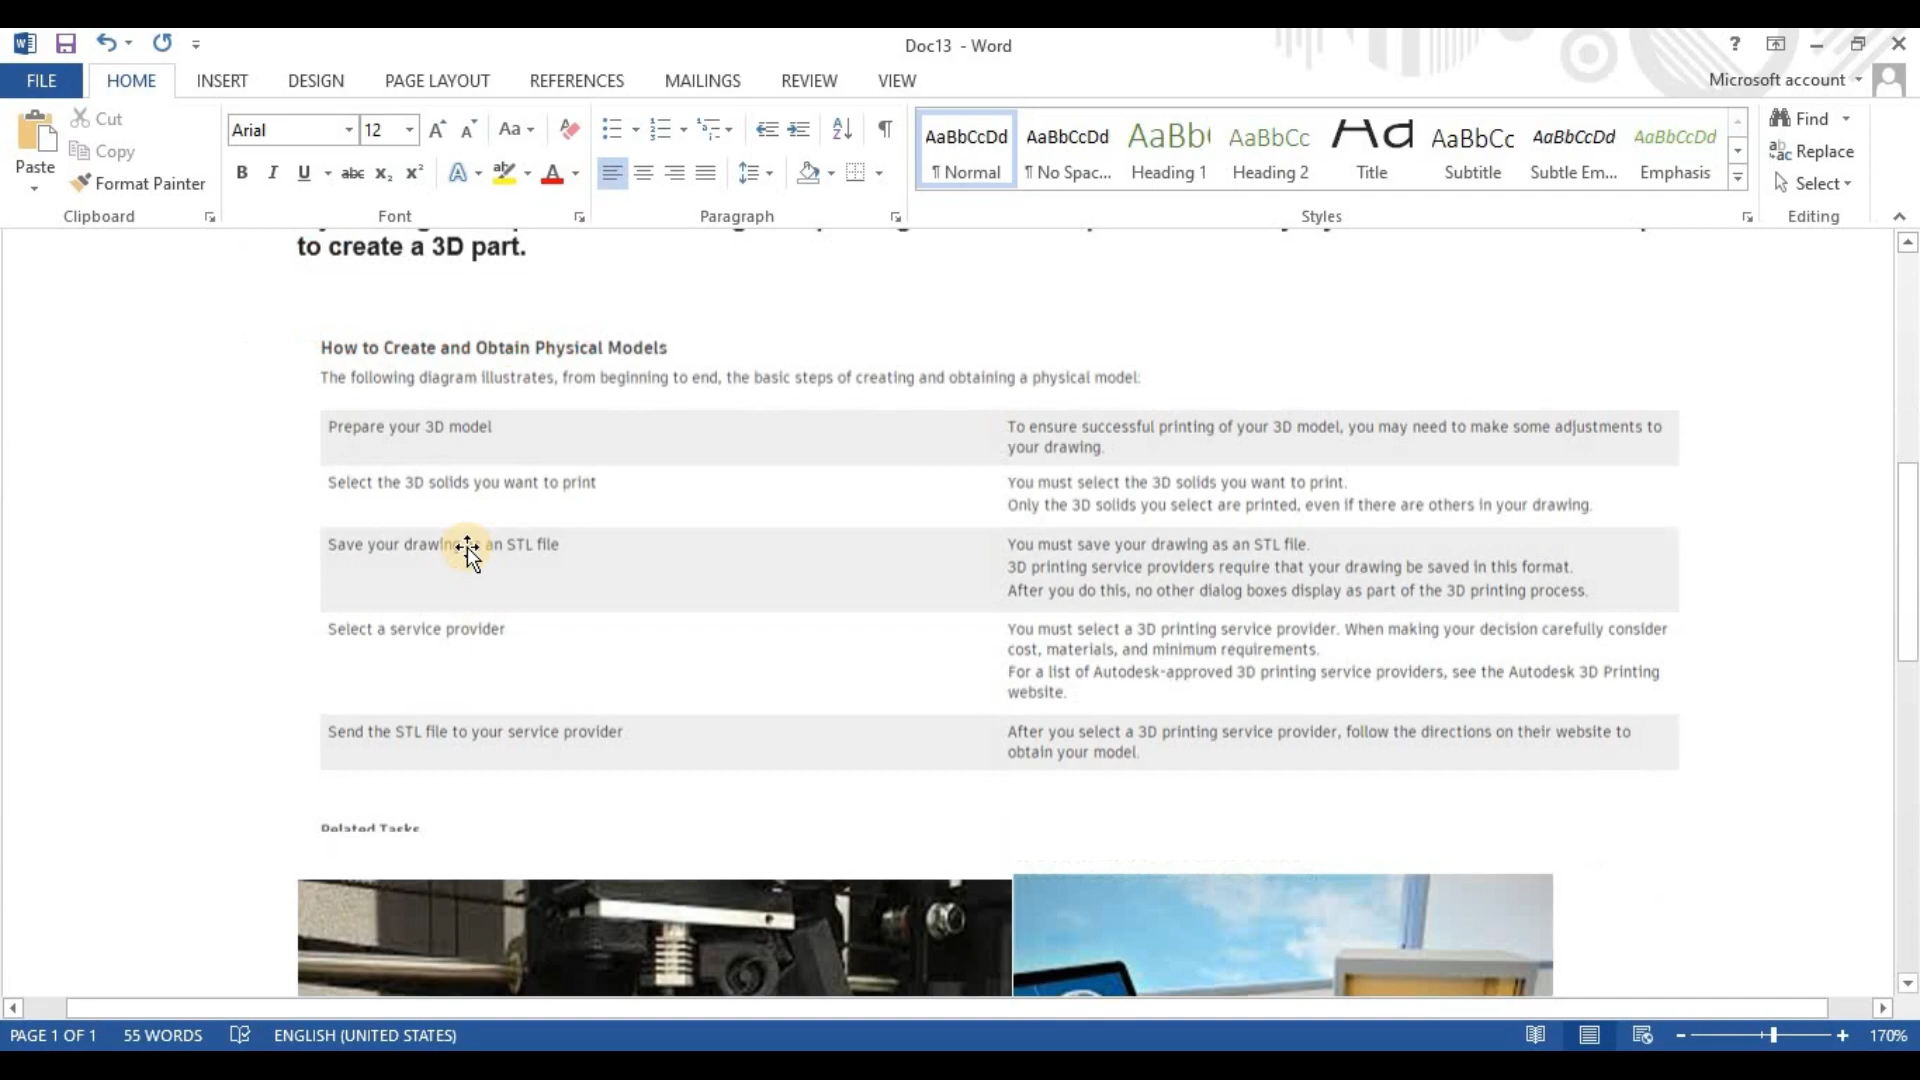 Doc13 - Word
?
FILE HOME INSERT DESIGN PAGE LAYOUT REFERENCES MAILINGS REVIEW VIEW
Microsoft account
Paste
Cut
Copy
Format Painter
Clipboard
Arial 12
Aa
B I U abc X₂ X² A ab A
Font
Paragraph
AaBbCcDd AaBbCcDd AaBb( AaBbCc Aa AaBbCc AaBbCcDd AaBbCcDd
¶ Normal ¶ No Spac... Heading 1 Heading 2 Title Subtitle Subtle Em... Emphasis
Styles
Find
Replace
Select
Editing
to create a 3D part.
How to Create and Obtain Physical Models
The following diagram illustrates, from beginning to end, the basic steps of creating and obtaining a physical model:
Prepare your 3D model
To ensure successful printing of your 3D model, you may need to make some adjustments to
your drawing.
Select the 3D solids you want to print
You must select the 3D solids you want to print.
Only the 3D solids you select are printed, even if there are others in your drawing.
Save your drawing as an STL file
You must save your drawing as an STL file.
3D printing service providers require that your drawing be saved in this format.
After you do this, no other dialog boxes display as part of the 3D printing process.
Select a service provider
You must select a 3D printing service provider. When making your decision carefully consider
cost, materials, and minimum requirements.
For a list of Autodesk-approved 3D printing service providers, see the Autodesk 3D Printing
website.
Send the STL file to your service provider
After you select a 3D printing service provider, follow the directions on their website to
obtain your model.
Related Tasks
PAGE 1 OF 1 55 WORDS ENGLISH (UNITED STATES)
170%